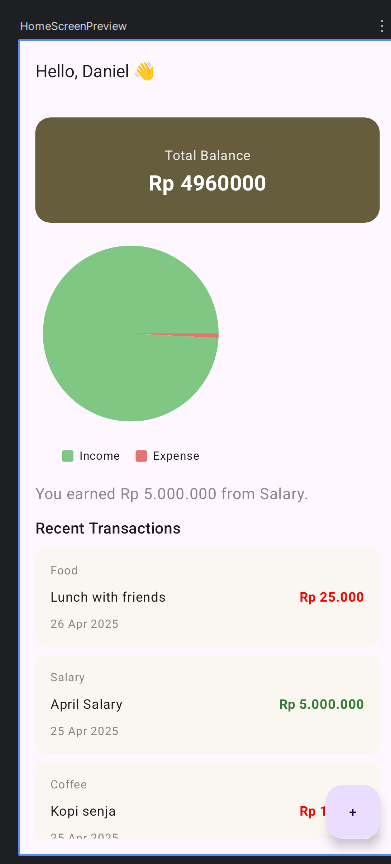 HomeScreenPreview
Hello, Daniel 👋
Total Balance
Rp 4960000
Income Expense
You earned Rp 5.000.000 from Salary.
Recent Transactions
Food
Lunch with friends Rp 25.000
26 Apr 2025
Salary
April Salary Rp 5.000.000
25 Apr 2025
Coffee
Kopi senja Rp +
25 Apr 2025